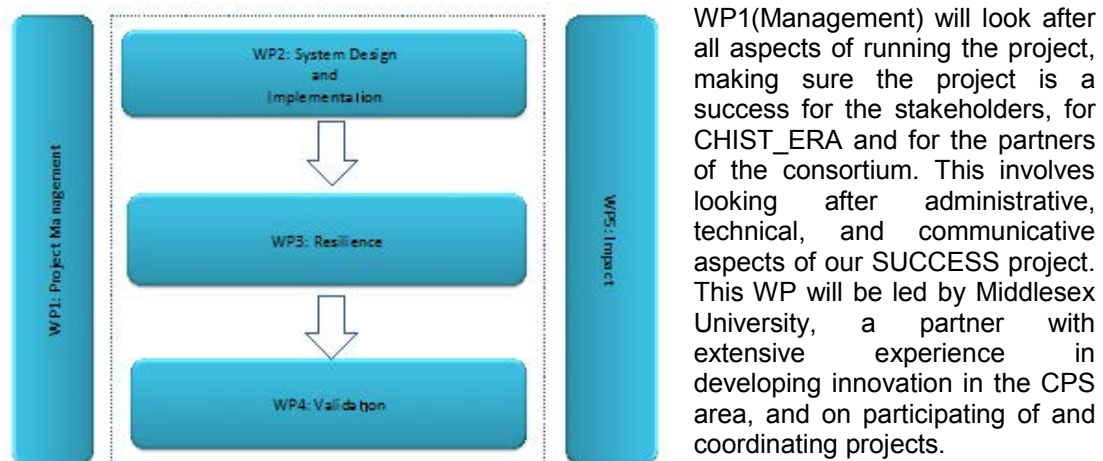 WP1: Project Management
WP2: System Design
and
Implementation
WP3: Resilience
WP4: Validation
WP5: Impact
WP1(Management) will look after
all aspects of running the project,
making sure the project is a
success for the stakeholders, for
CHIST_ERA and for the partners
of the consortium. This involves
looking after administrative,
technical, and communicative
aspects of our SUCCESS project.
This WP will be led by Middlesex
University, a partner with
extensive experience in
developing innovation in the CPS
area, and on participating of and
coordinating projects.